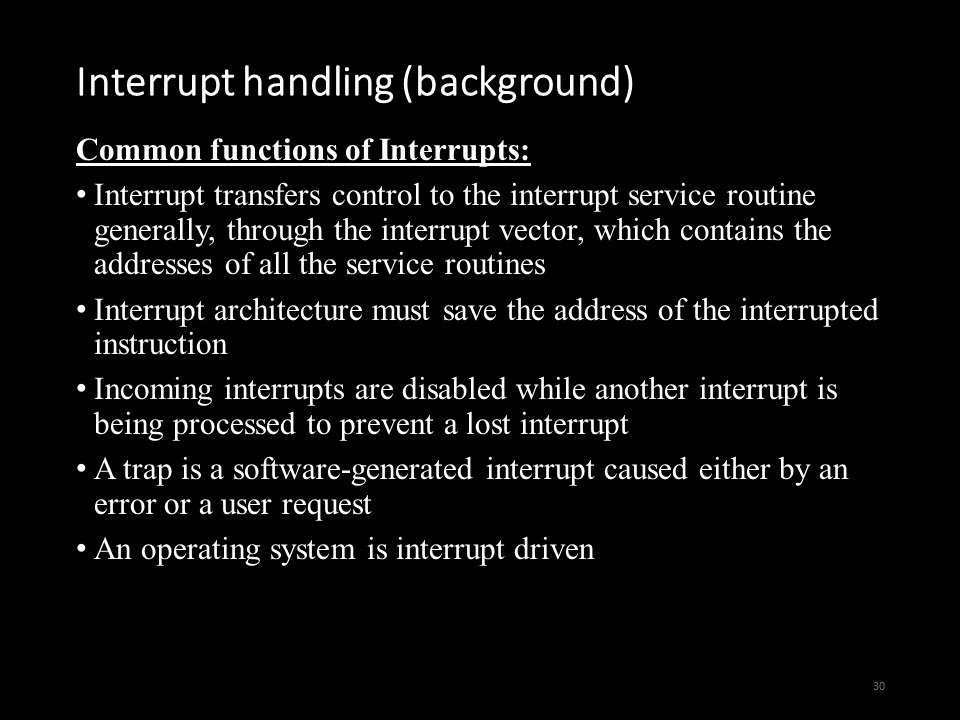 Interrupt handling (background)
Common functions of Interrupts:
• Interrupt transfers control to the interrupt service routine
generally, through the interrupt vector, which contains the
addresses of all the service routines
• Interrupt architecture must save the address of the interrupted
instruction
• Incoming interrupts are disabled while another interrupt is
being processed to prevent a lost interrupt
• A trap is a software-generated interrupt caused either by an
error or a user request
• An operating system is interrupt driven
30